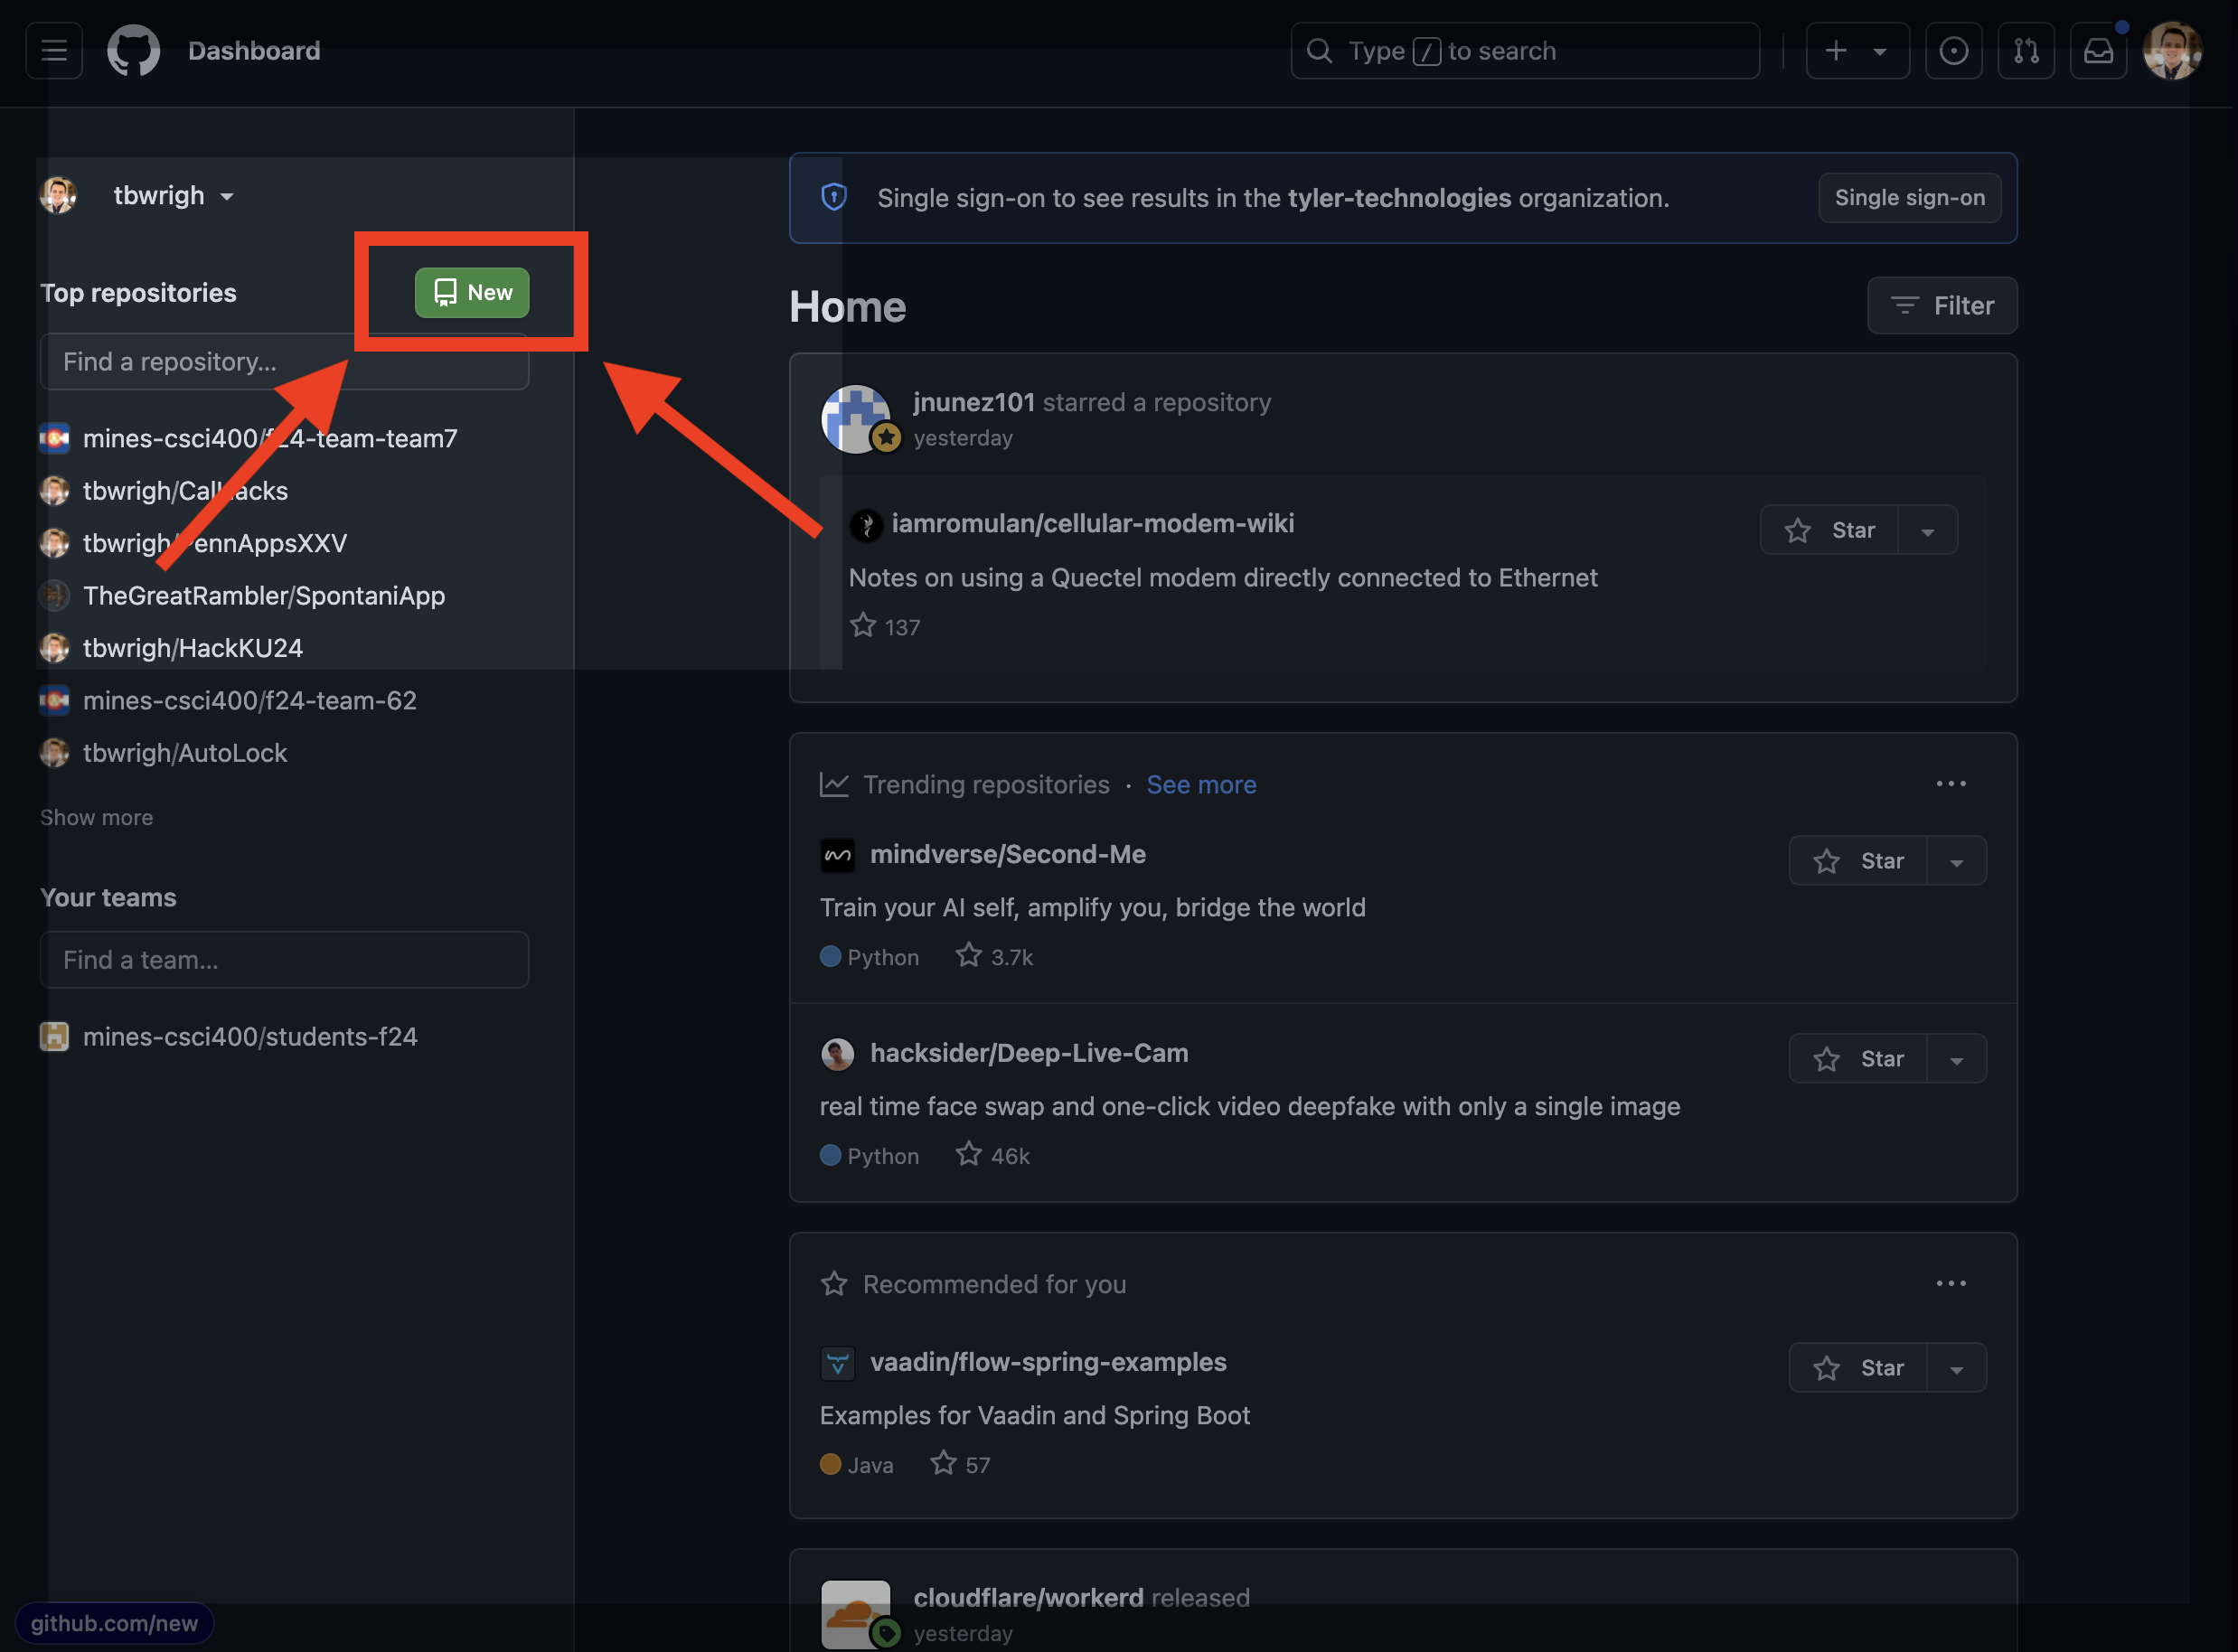 Dashboard
Type / to search
tbwrigh
Top repositories
New
Find a repository...
mines-csci400/f24-team-team7
tbwrigh/CalHacks
tbwrigh/PennAppsXXV
TheGreatRambler/SpontaniApp
tbwrigh/HackKU24
mines-csci400/f24-team-62
tbwrigh/AutoLock
Show more
Your teams
Find a team...
mines-csci400/students-f24
github.com/new
Single sign-on to see results in the tyler-technologies organization.
Single sign-on
Home
Filter
jnunez101 starred a repository
yesterday
iamromulan/cellular-modem-wiki
Star
Notes on using a Quectel modem directly connected to Ethernet
137
Trending repositories · See more
mindverse/Second-Me
Star
Train your AI self, amplify you, bridge the world
Python 3.7k
hacksider/Deep-Live-Cam
Star
real time face swap and one-click video deepfake with only a single image
Python 46k
Recommended for you
vaadin/flow-spring-examples
Star
Examples for Vaadin and Spring Boot
Java 57
cloudflare/workerd released
yesterday